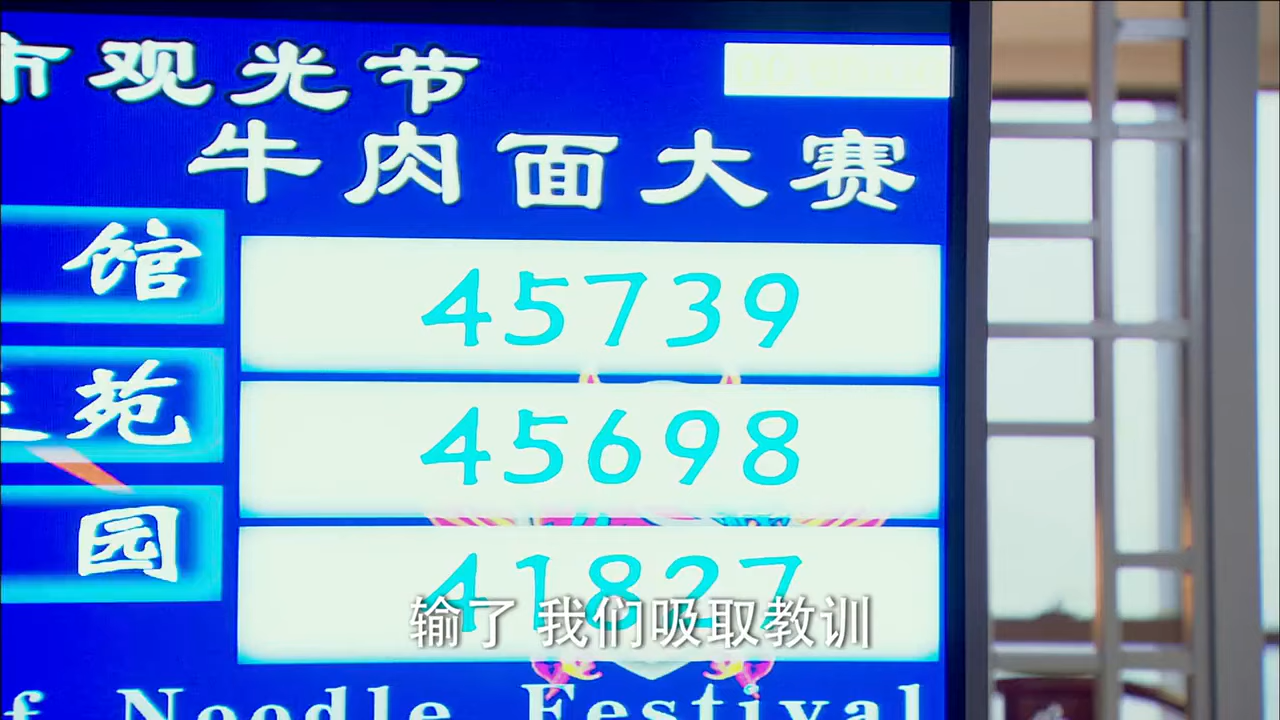 市观光节
牛肉面大赛
馆 45739
苑 45698
园 41827
输了 我们吸取教训
f Noodle Festival